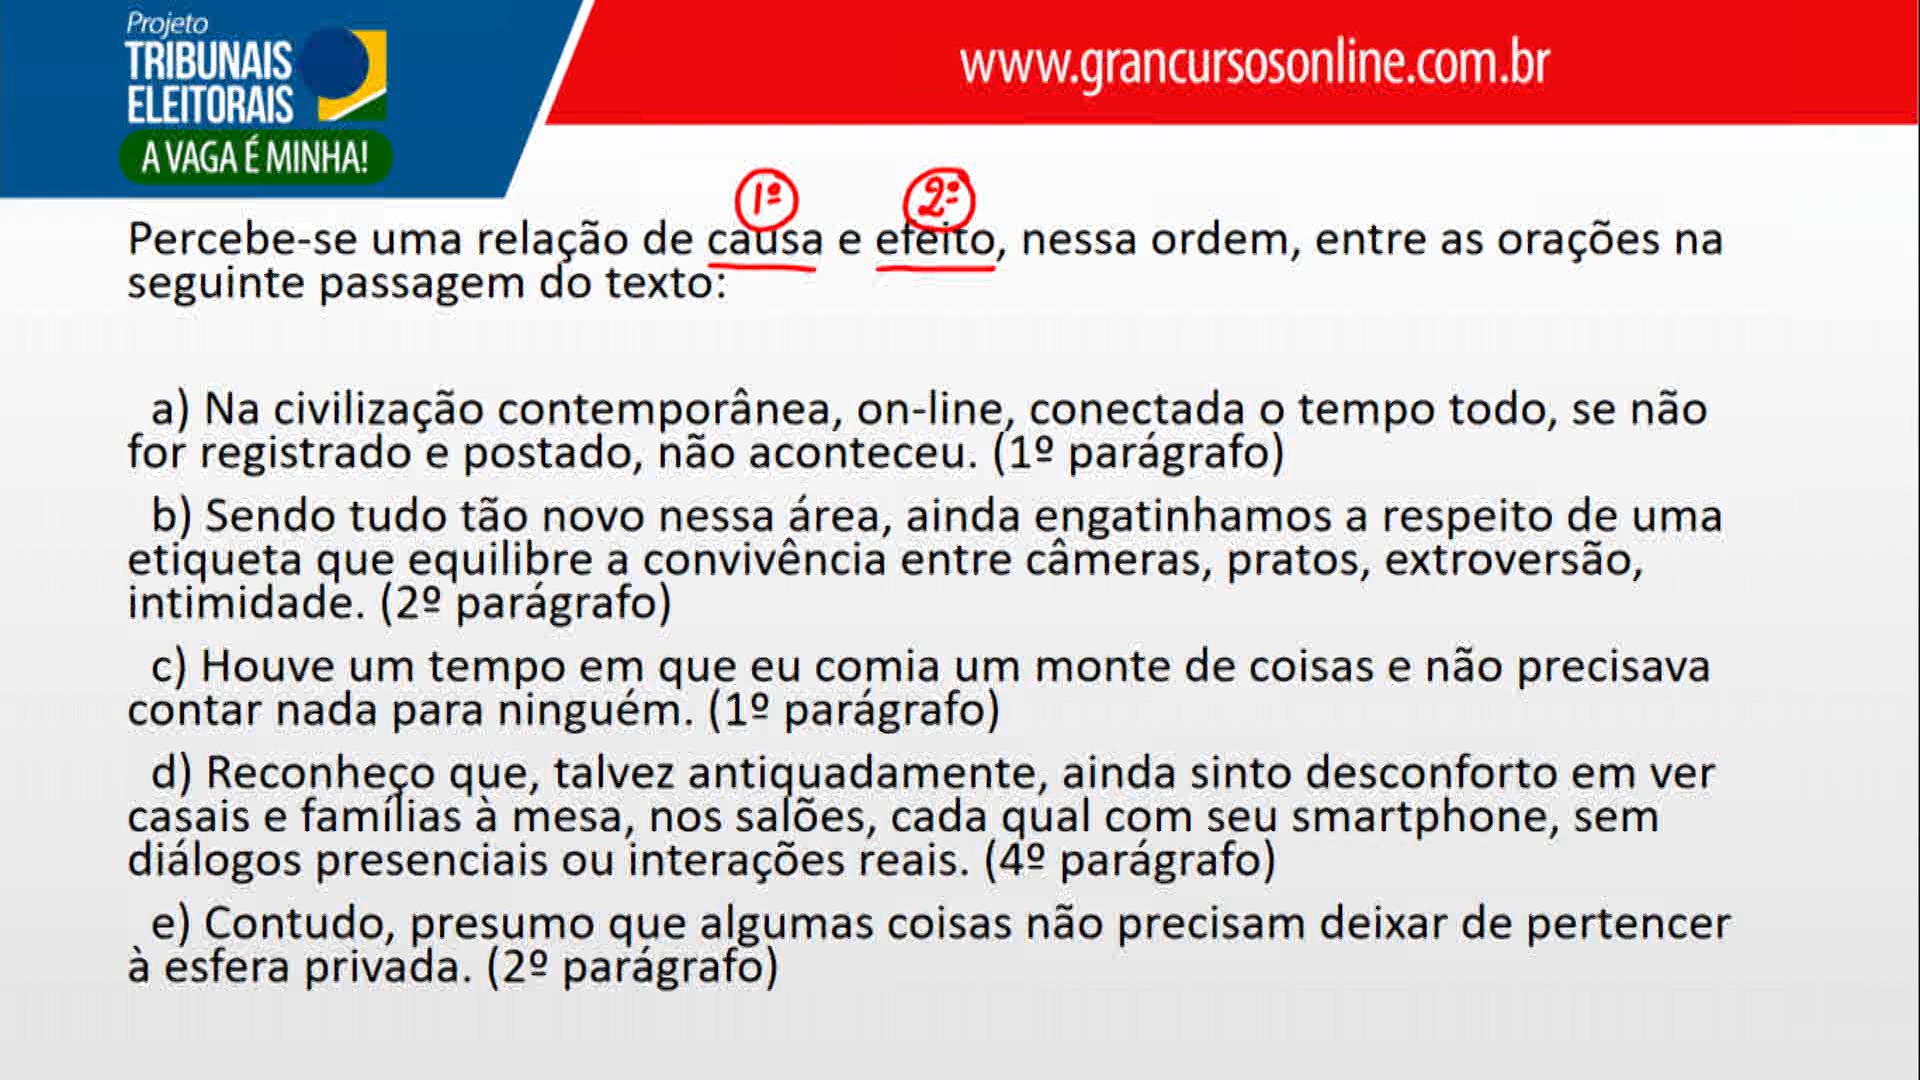 Projeto
TRIBUNAIS
ELEITORAIS
A VAGA É MINHA!
www.grancursosonline.com.br
1º 2º
Percebe-se uma relação de causa e efeito, nessa ordem, entre as orações na
seguinte passagem do texto:
a) Na civilização contemporânea, on-line, conectada o tempo todo, se não
for registrado e postado, não aconteceu. (1º parágrafo)
b) Sendo tudo tão novo nessa área, ainda engatinhamos a respeito de uma
etiqueta que equilibre a convivência entre câmeras, pratos, extroversão,
intimidade. (2º parágrafo)
c) Houve um tempo em que eu comia um monte de coisas e não precisava
contar nada para ninguém. (1º parágrafo)
d) Reconheço que, talvez antiquadamente, ainda sinto desconforto em ver
casais e famílias à mesa, nos salões, cada qual com seu smartphone, sem
diálogos presenciais ou interações reais. (4º parágrafo)
e) Contudo, presumo que algumas coisas não precisam deixar de pertencer
à esfera privada. (2º parágrafo)